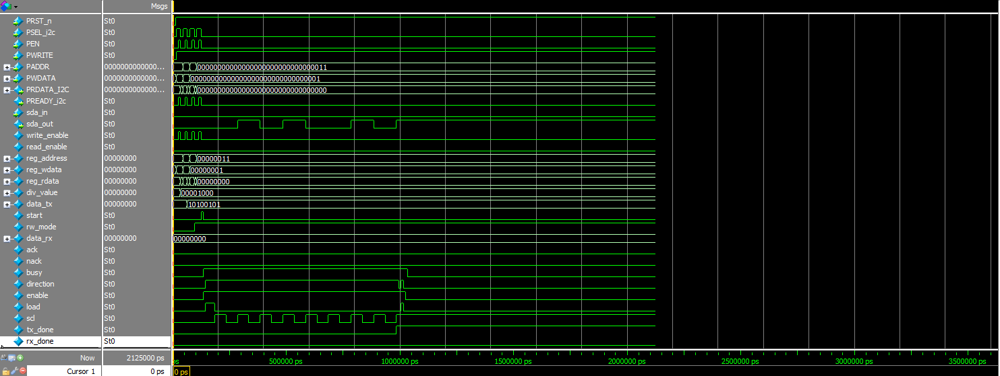 Msgs
PRST_n St0
PSEL_i2c St0
PEN St0
PWRITE St0
PADDR 0000000000000... 00000000000000000000000000000011
PWDATA 0000000000000... 00000000000000000000000000000001
PRDATA_I2C 0000000000000... 00000000000000000000000000000000
PREADY_i2c St0
sda_in St0
sda_out St0
write_enable St0
read_enable St0
reg_address 00000000 00000011
reg_wdata 00000000 00000001
reg_rdata 00000000 00000000
div_value 00000000 00001000
data_tx 00000000 10100101
start St0
rw_mode St0
data_rx 00000000 00000000
ack St0
nack St0
busy St0
direction St0
enable St0
load St0
scl St0
tx_done St0
rx_done St0
Now 2125000 ps ps 500000 ps 1000000 ps 1500000 ps 2000000 ps 2500000 ps 3000000 ps 3500000 ps
Cursor 1 0 ps 0 ps